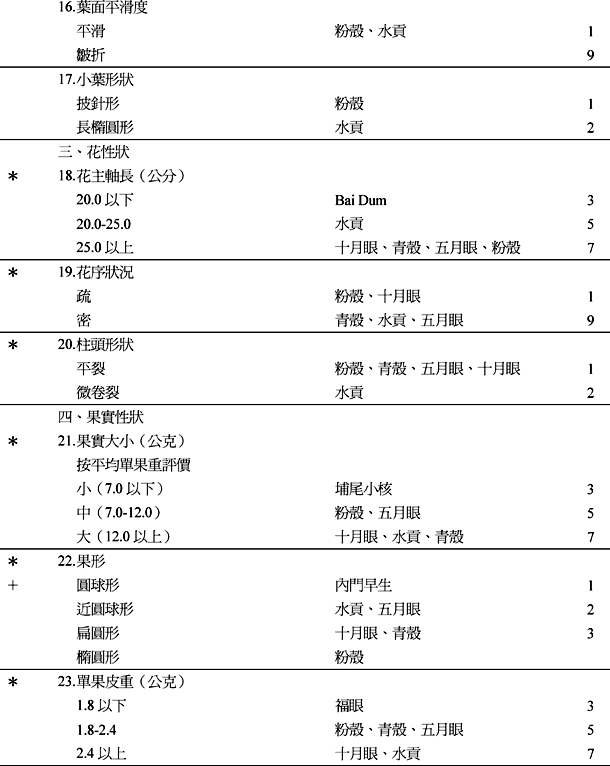 16.葉面平滑度
平滑 粉殼、水貢 1
皺折 9
17.小葉形狀
披針形 粉殼 1
長橢圓形 水貢 2
三、花性狀
* 18.花主軸長（公分）
20.0 以下 Bai Dum 3
20.0-25.0 水貢 5
25.0 以上 十月眼、青殼、五月眼、粉殼 7
* 19.花序狀況
疏 粉殼、十月眼 1
密 青殼、水貢、五月眼 9
* 20.柱頭形狀
平裂 粉殼、青殼、五月眼、十月眼 1
微卷裂 水貢 2
四、果實性狀
* 21.果實大小（公克）
按平均單果重評價
小（7.0 以下） 埔尾小核 3
中（7.0-12.0） 粉殼、五月眼 5
大（12.0 以上） 十月眼、水貢、青殼 7
* 22.果形
+ 圓球形 內門早生 1
近圓球形 水貢、五月眼 2
扁圓形 十月眼、青殼 3
橢圓形 粉殼
* 23.單果皮重（公克）
1.8 以下 福眼 3
1.8-2.4 粉殼、青殼、五月眼 5
2.4 以上 十月眼、水貢 7